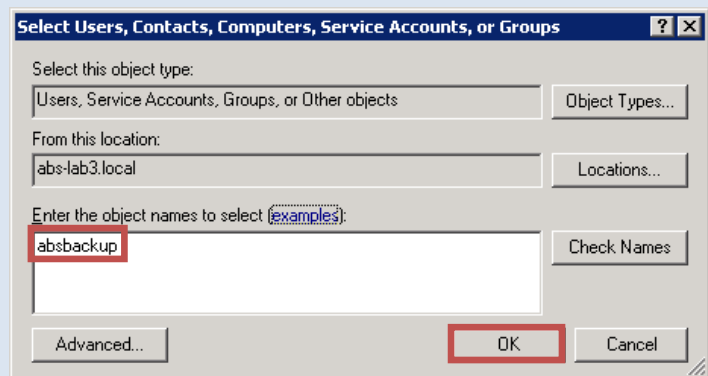 Select Users, Contacts, Computers, Service Accounts, or Groups
Select this object type:
Users, Service Accounts, Groups, or Other objects
Object Types...
From this location:
abs-lab3.local
Locations...
Enter the object names to select (examples):
absbackup
Check Names
Advanced...
OK
Cancel